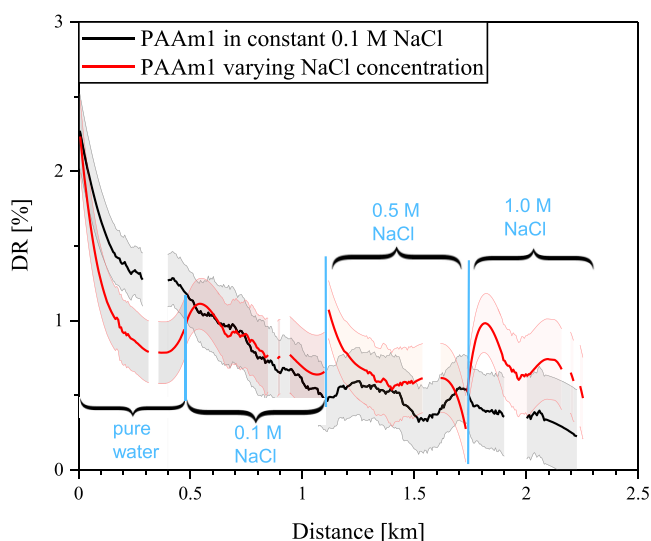 3
PAAm1 in constant 0.1 M NaCl
PAAm1 varying NaCl concentration
2
DR [%]
0.5 M
NaCl
1.0 M
NaCl
1
pure
water
0.1 M
NaCl
0
0
0.5
1
1.5
2
2.5
Distance [km]